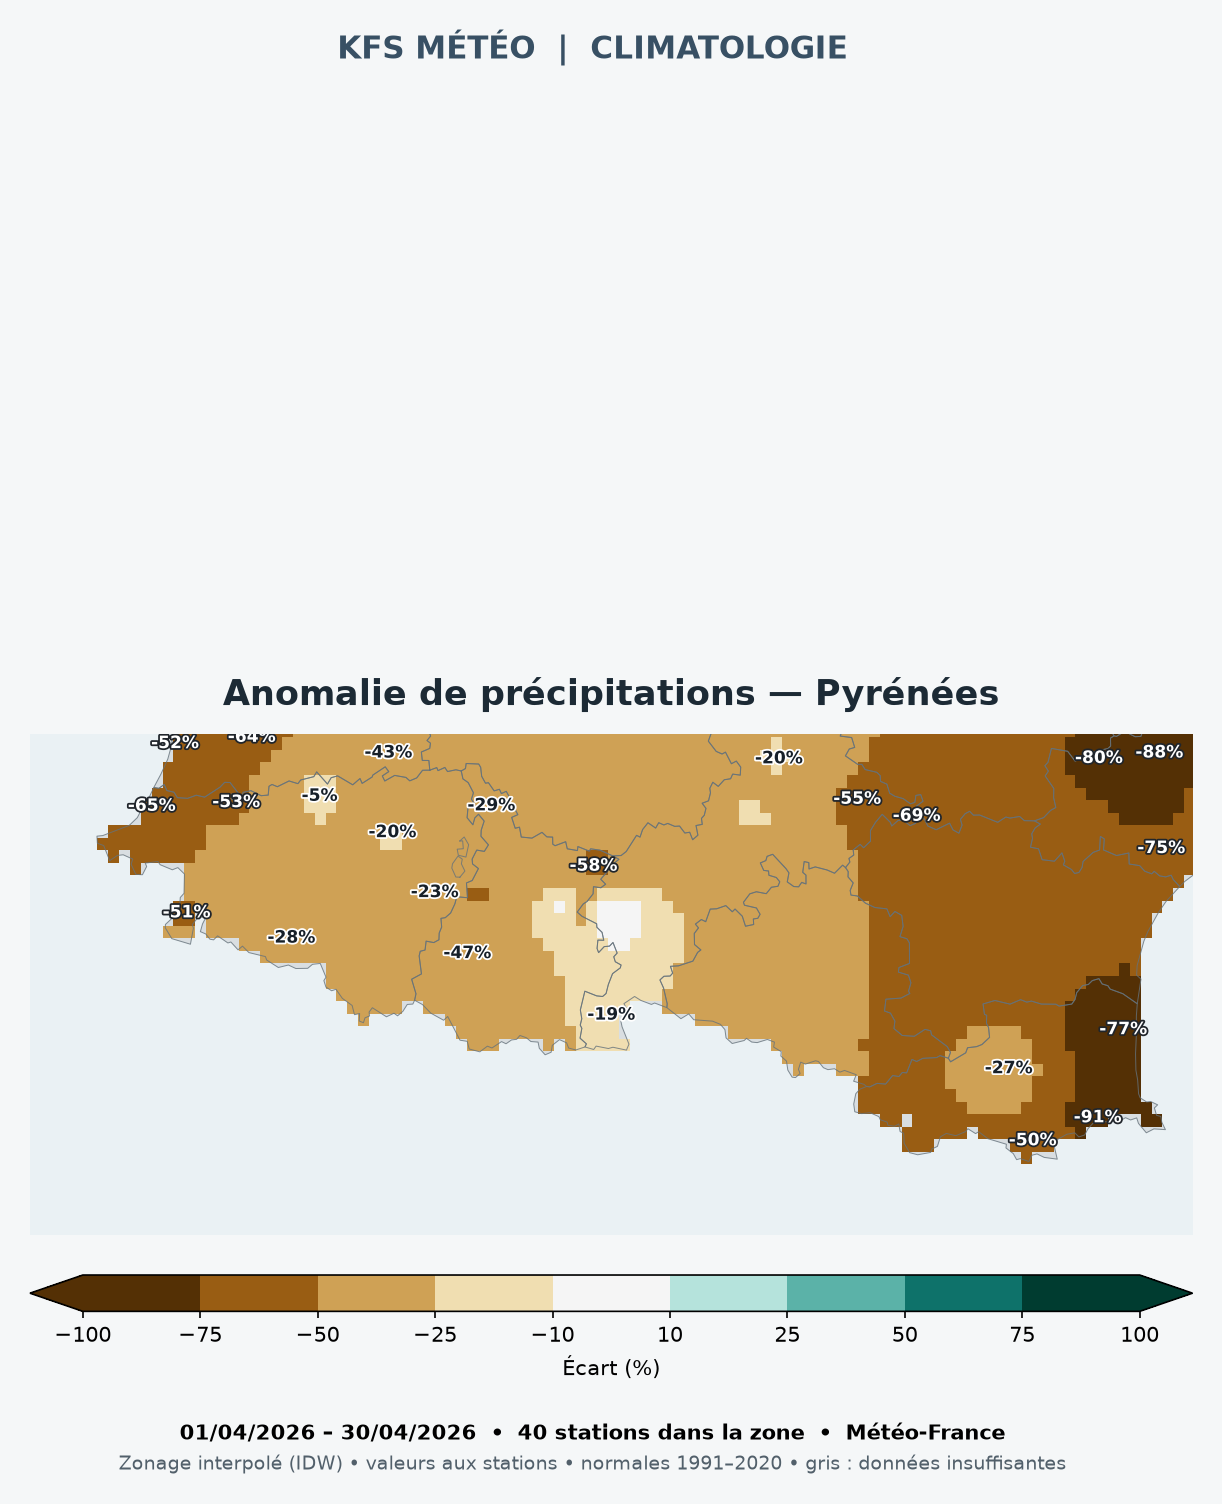 KFS MÉTÉO | CLIMATOLOGIE
Anomalie de précipitations — Pyrénées
-52% -64%
-43% -20% -80% -88%
-65% -53% -5% -29% -55%
-20% -69%
-58% -75%
-23%
-51%
-28% -47%
-19% -77%
-27%
-91%
-50%
−100 −75 −50 −25 −10 10 25 50 75 100
Écart (%)
01/04/2026 – 30/04/2026 • 40 stations dans la zone • Météo-France
Zonage interpolé (IDW) • valeurs aux stations • normales 1991–2020 • gris : données insuffisantes